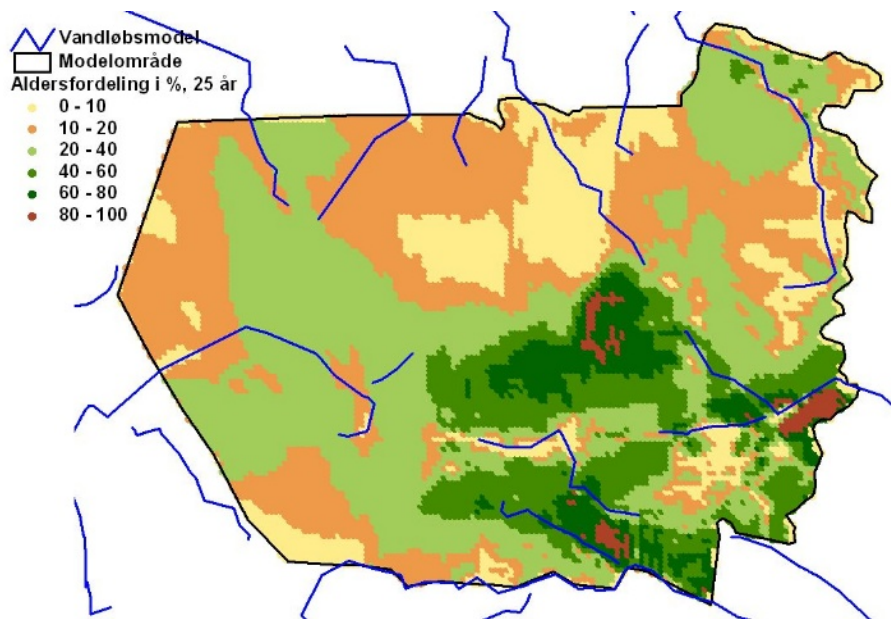 Vandløbsmodel
Modelområde
Aldersfordeling i %, 25 år
0 - 10
10 - 20
20 - 40
40 - 60
60 - 80
80 - 100